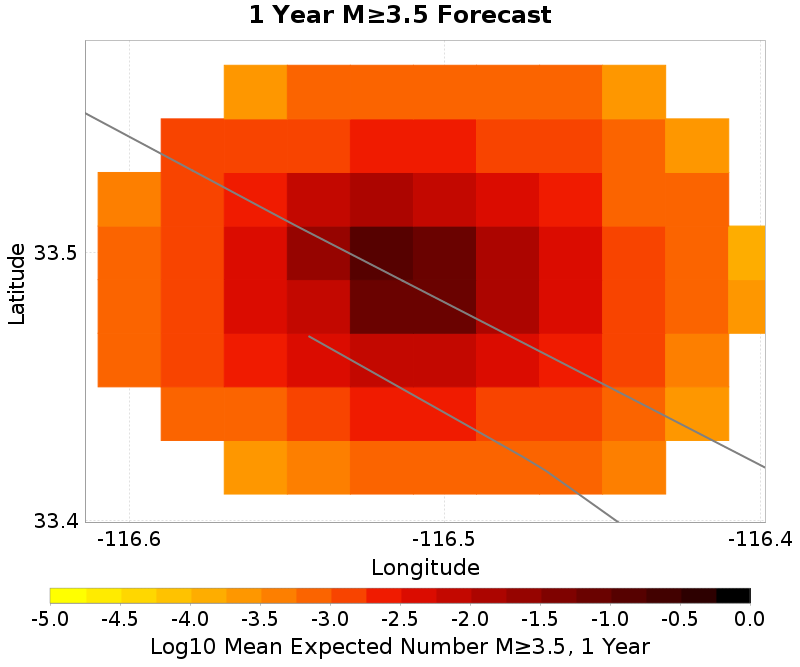 1 Year M≥3.5 Forecast
Latitude
33.5
33.4
-116.6 -116.5 -116.4
Longitude
-5.0 -4.5 -4.0 -3.5 -3.0 -2.5 -2.0 -1.5 -1.0 -0.5 0.0
Log10 Mean Expected Number M≥3.5, 1 Year